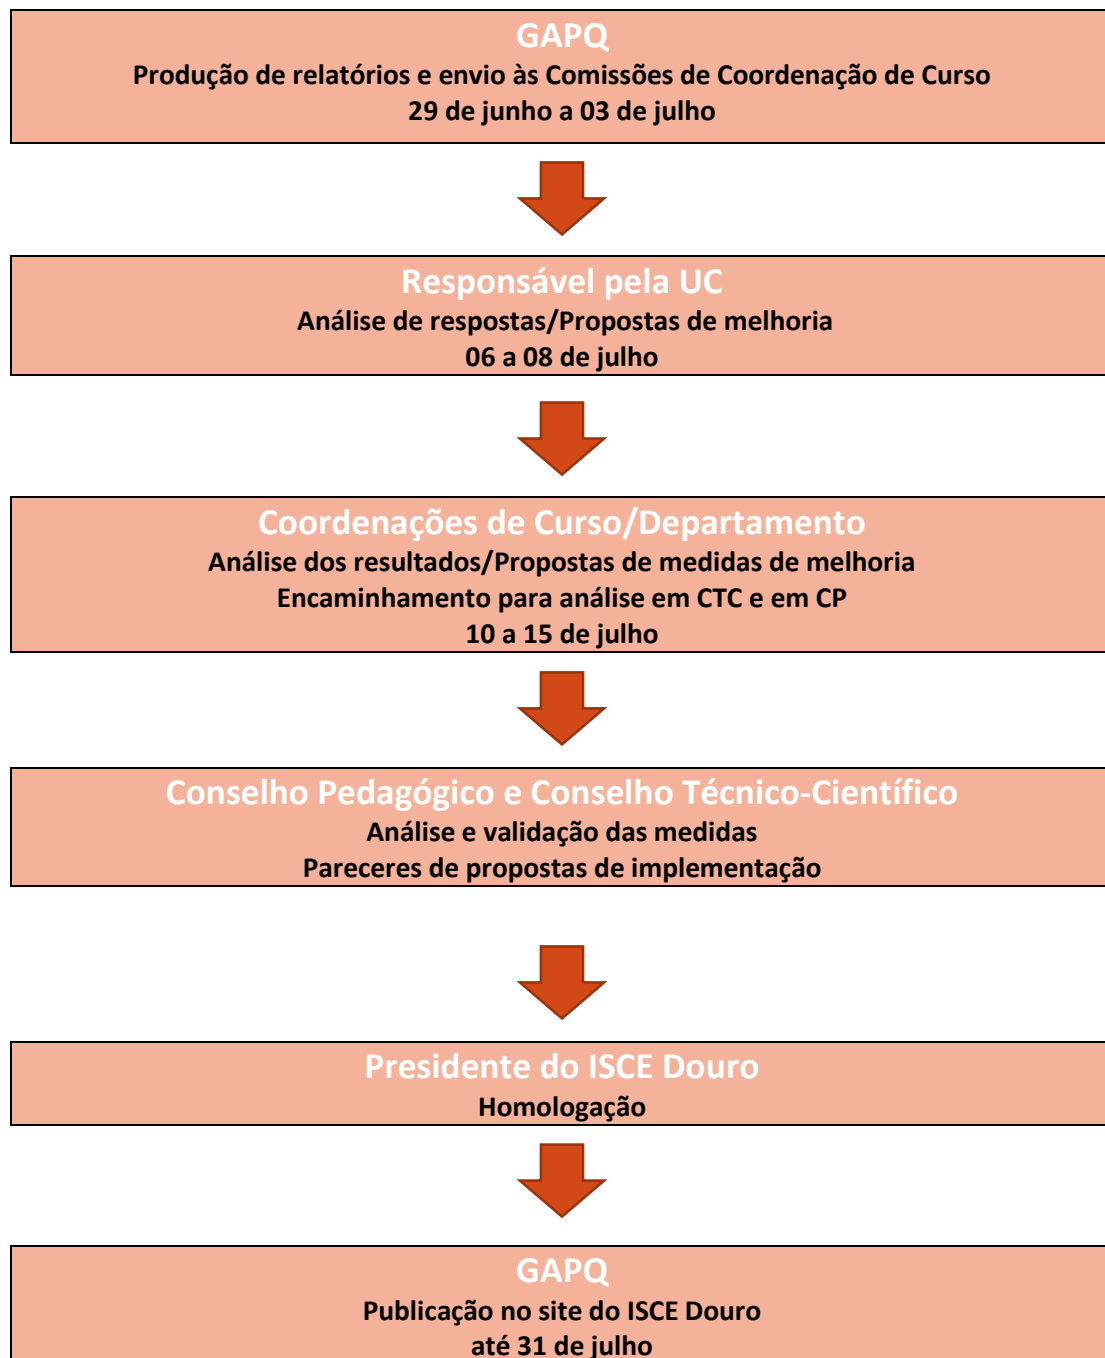 GAPQ
Produção de relatórios e envio às Comissões de Coordenação de Curso
29 de junho a 03 de julho
Responsável pela UC
Análise de respostas/Propostas de melhoria
06 a 08 de julho
Coordenações de Curso/Departamento
Análise dos resultados/Propostas de medidas de melhoria
Encaminhamento para análise em CTC e em CP
10 a 15 de julho
Conselho Pedagógico e Conselho Técnico-Científico
Análise e validação das medidas
Pareceres de propostas de implementação
Presidente do ISCE Douro
Homologação
GAPQ
Publicação no site do ISCE Douro
até 31 de julho